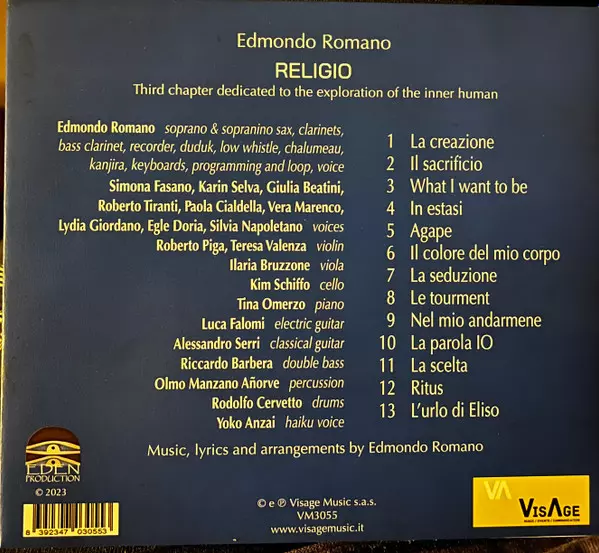 Edmondo Romano
RELIGIO
Third chapter dedicated to the exploration of the inner human
Edmondo Romano soprano & sopranino sax, clarinets,
bass clarinet, recorder, duduk, low whistle, chalumeau,
kanjira, keyboards, programming and loop, voice
Simona Fasano, Karin Selva, Giulia Beatini,
Roberto Tiranti, Paola Cialdella, Vera Marenco,
Lydia Giordano, Egle Doria, Silvia Napoletano voices
Roberto Piga, Teresa Valenza violin
Ilaria Bruzzone viola
Kim Schiffo cello
Tina Omerzo piano
Luca Falomi electric guitar
Alessandro Serri classical guitar
Riccardo Barbera double bass
Olmo Manzano Añorve percussion
Rodolfo Cervetto drums
Yoko Anzai haiku voice
1 La creazione
2 Il sacrificio
3 What I want to be
4 In estasi
5 Agape
6 Il colore del mio corpo
7 La seduzione
8 Le tourment
9 Nel mio andarmene
10 La parola IO
11 La scelta
12 Ritus
13 L'urlo di Eliso
Music, lyrics and arrangements by Edmondo Romano
EDEN
PRODUCTION
© 2023
8 392347 030553
© e ℗ Visage Music s.a.s.
VM3055
www.visagemusic.it
VA
VISAGE
VISAGE / EVENTS / COMMUNICATION